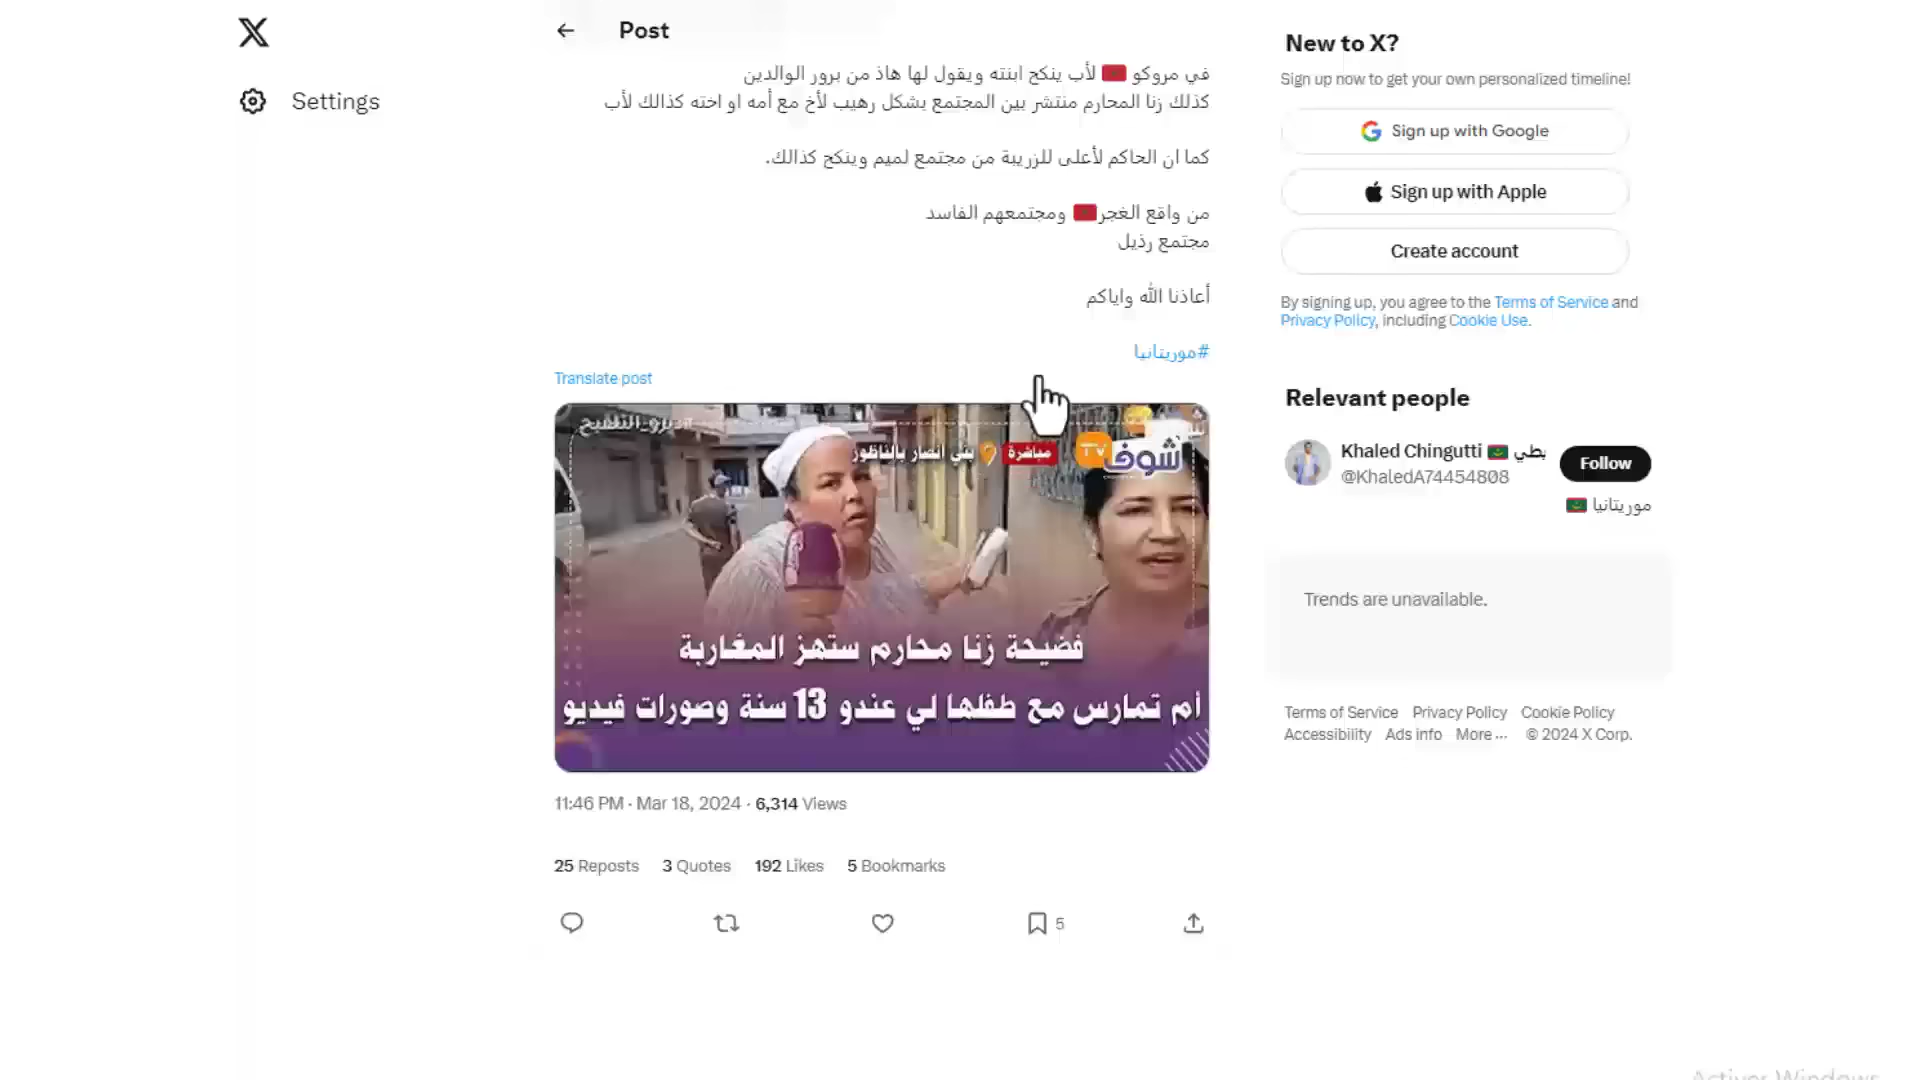 Post
Settings
في مروكو 🇲🇦 لأب ينكح ابنته ويقول لها هاذ من برور الوالدين
كذلك زنا المحارم منتشر بين المجتمع بشكل رهيب لأخ مع أمه او اخته كذالك لأب
كما ان الحاكم لأعلى للزريبة من مجتمع لميم وينكح كذالك.
من واقع الغجر🇲🇦 ومجتمعهم الفاسد
مجتمع رذيل
أعاذنا الله واياكم
#موريتانيا
Translate post
مباشرة بني انصار بالناظور
شوف TV
فضيحة زنا محارم ستهز المغاربة
أم تمارس مع طفلها لي عندو 13 سنة وصورات فيديو
11:46 PM · Mar 18, 2024 · 6,314 Views
25 Reposts 3 Quotes 192 Likes 5 Bookmarks
5
New to X?
Sign up now to get your own personalized timeline!
Sign up with Google
Sign up with Apple
Create account
By signing up, you agree to the Terms of Service and
Privacy Policy, including Cookie Use.
Relevant people
Khaled Chingutti 🇲🇷
@KhaledA74454808
Follow
موريتانيا 🇲🇷
Trends are unavailable.
Terms of Service Privacy Policy Cookie Policy
Accessibility Ads info More ··· © 2024 X Corp.
Activer Windows